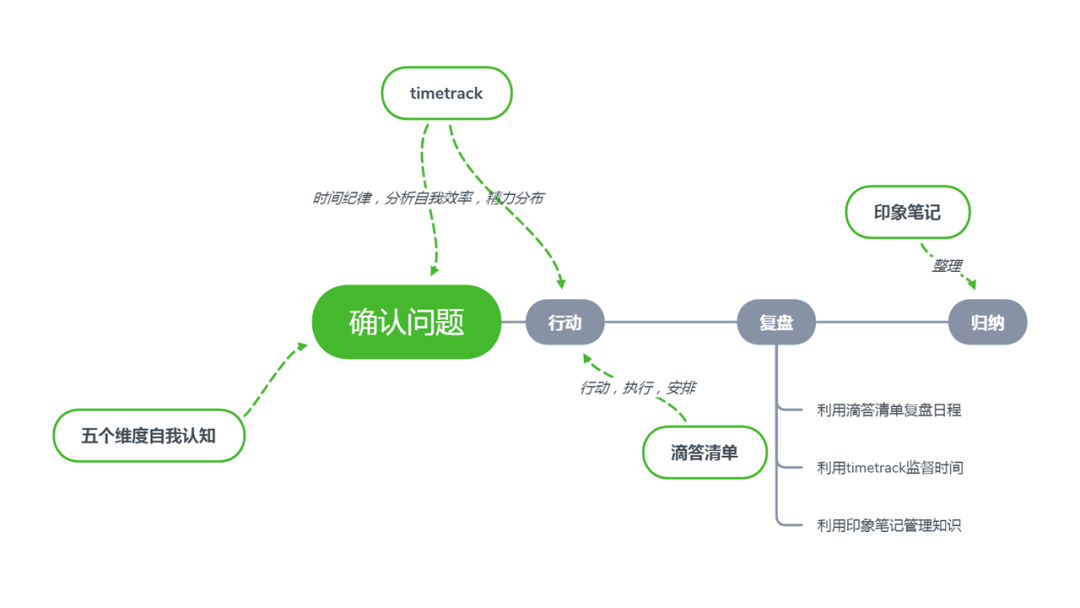 timetrack
时间纪律，分析自我效率，精力分布
印象笔记
整理
确认问题
行动
复盘
归纳
行动，执行，安排
利用滴答清单复盘日程
五个维度自我认知
滴答清单
利用timetrack监督时间
利用印象笔记管理知识